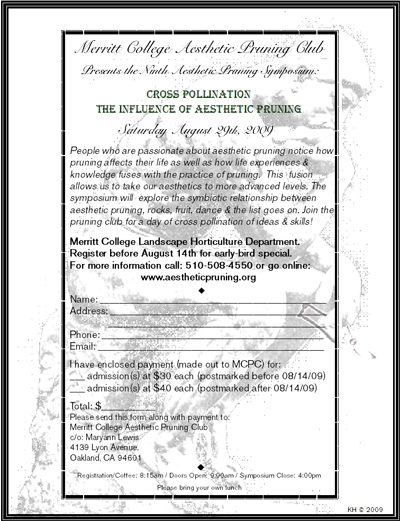 Merritt College Aesthetic Pruning Club
Presents the Ninth Aesthetic Pruning Symposium:
CROSS POLLINATION
THE INFLUENCE OF AESTHETIC PRUNING
Saturday August 29th, 2009
People who are passionate about aesthetic pruning notice how
pruning affects their life as well as how life experiences &
knowledge fuses with the practice of pruning. This fusion
allows us to take our aesthetics to more advanced levels. The
symposium will explore the symbiotic relationship between
aesthetic pruning, rocks, fruit, dance & the list goes on. Join the
pruning club for a day of cross pollination of ideas & skills!
Merritt College Landscape Horticulture Department.
Register before August 14th for early-bird special.
For more information call: 510-508-4550 or go online:
www.aestheticpruning.org
Name:
Address:
Phone:
Email:
I have enclosed payment (made out to MCPC) for:
___ admission(s) at $30 each (postmarked before 08/14/09)
___ admission(s) at $40 each (postmarked after 08/14/09)
Total: $
Please send this form along with payment to:
Merritt College Aesthetic Pruning Club
c/o: Maryann Lewis
4139 Lyon Avenue,
Oakland, CA 94601
Registration/Coffee: 8:15am / Doors Open: 9:00am / Symposium Close: 4:00pm
Please bring your own lunch
KH © 2009